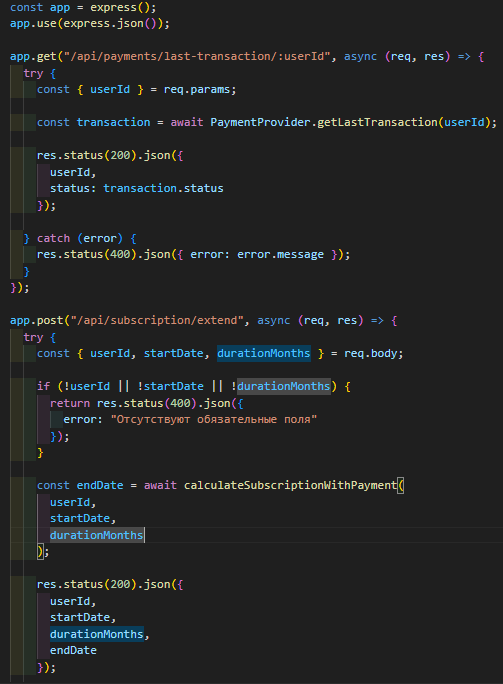 const app = express();
app.use(express.json());

app.get("/api/payments/last-transaction/:userId", async (req, res) => {
  try {
    const { userId } = req.params;

    const transaction = await PaymentProvider.getLastTransaction(userId);

    res.status(200).json({
      userId,
      status: transaction.status
    });

  } catch (error) {
    res.status(400).json({ error: error.message });
  }
});

app.post("/api/subscription/extend", async (req, res) => {
  try {
    const { userId, startDate, durationMonths } = req.body;

    if (!userId || !startDate || !durationMonths) {
      return res.status(400).json({
        error: "Отсутствуют обязательные поля"
      });
    }

    const endDate = await calculateSubscriptionWithPayment(
      userId,
      startDate,
      durationMonths
    );

    res.status(200).json({
      userId,
      startDate,
      durationMonths,
      endDate
    });